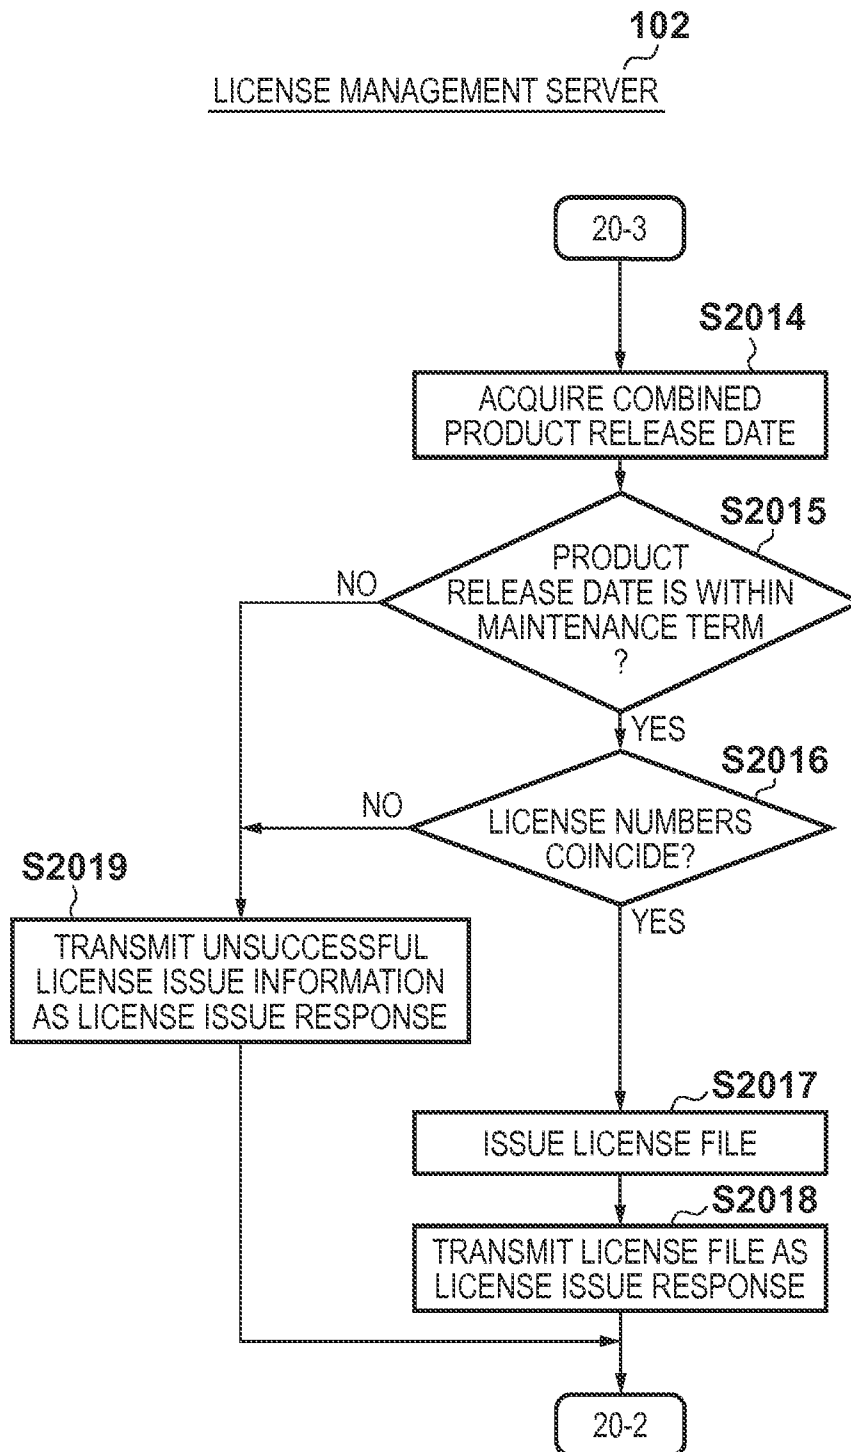 102
LICENSE MANAGEMENT SERVER
20-3
S2014
ACQUIRE COMBINED
PRODUCT RELEASE DATE
S2015
PRODUCT
RELEASE DATE IS WITHIN
MAINTENANCE TERM
?
NO
YES
S2016
LICENSE NUMBERS
COINCIDE?
NO
YES
S2019
TRANSMIT UNSUCCESSFUL
LICENSE ISSUE INFORMATION
AS LICENSE ISSUE RESPONSE
S2017
ISSUE LICENSE FILE
S2018
TRANSMIT LICENSE FILE AS
LICENSE ISSUE RESPONSE
20-2